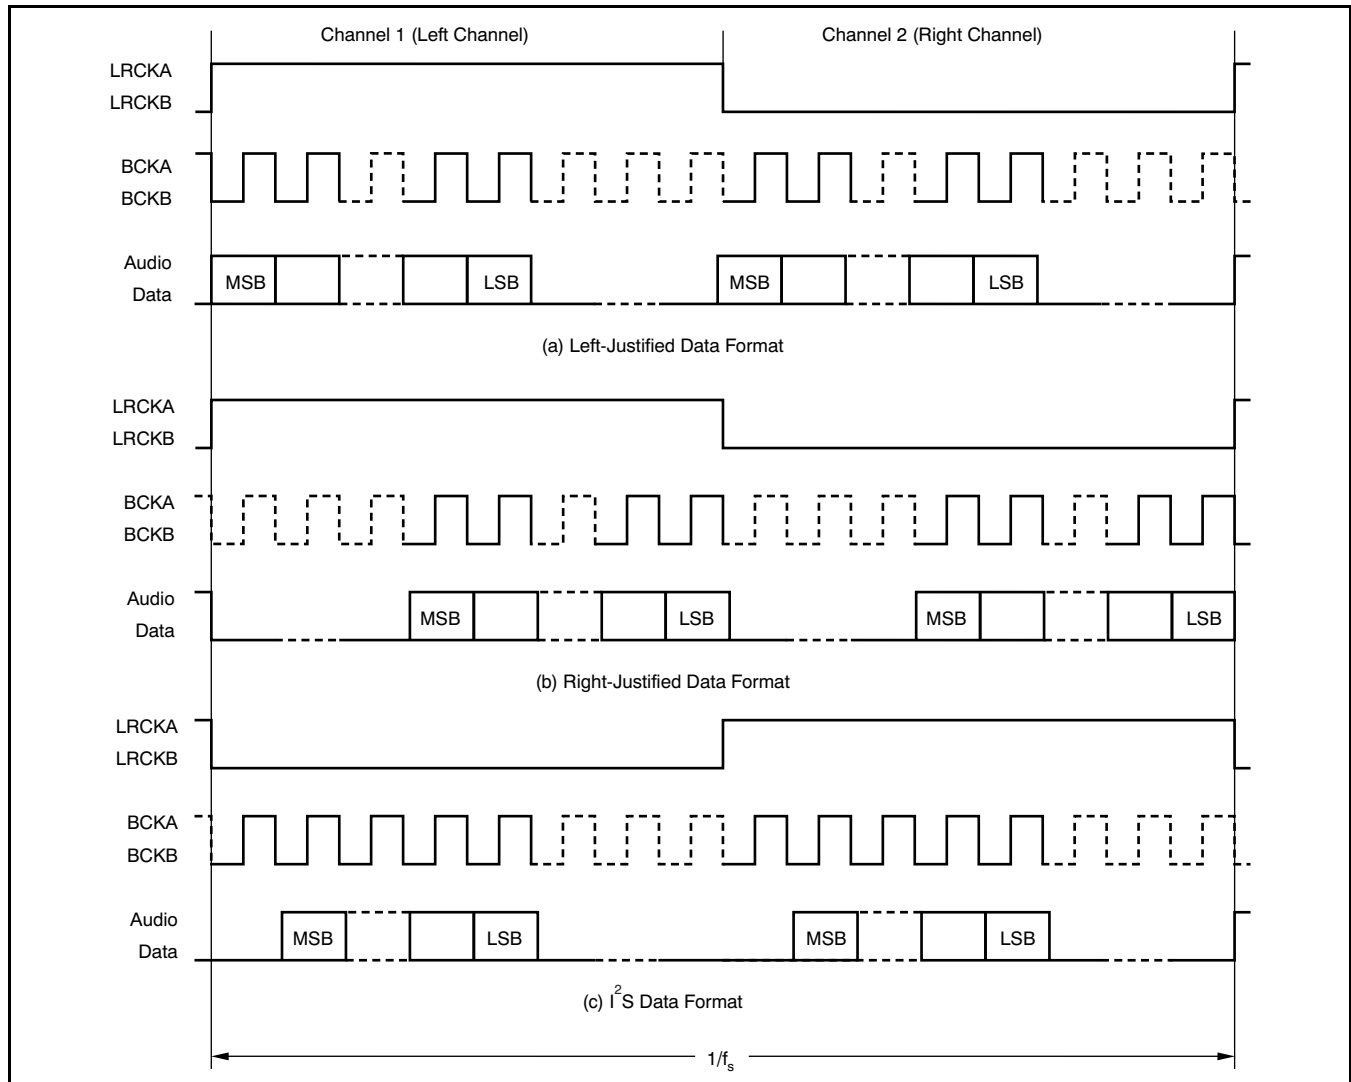 Channel 1 (Left Channel)
Channel 2 (Right Channel)
LRCKA
LRCKB
BCKA
BCKB
Audio
Data
MSB
LSB
MSB
LSB
(a) Left-Justified Data Format
LRCKA
LRCKB
BCKA
BCKB
Audio
Data
MSB
LSB
MSB
LSB
(b) Right-Justified Data Format
LRCKA
LRCKB
BCKA
BCKB
Audio
Data
MSB
LSB
MSB
LSB
(c) I²S Data Format
1/fₛ